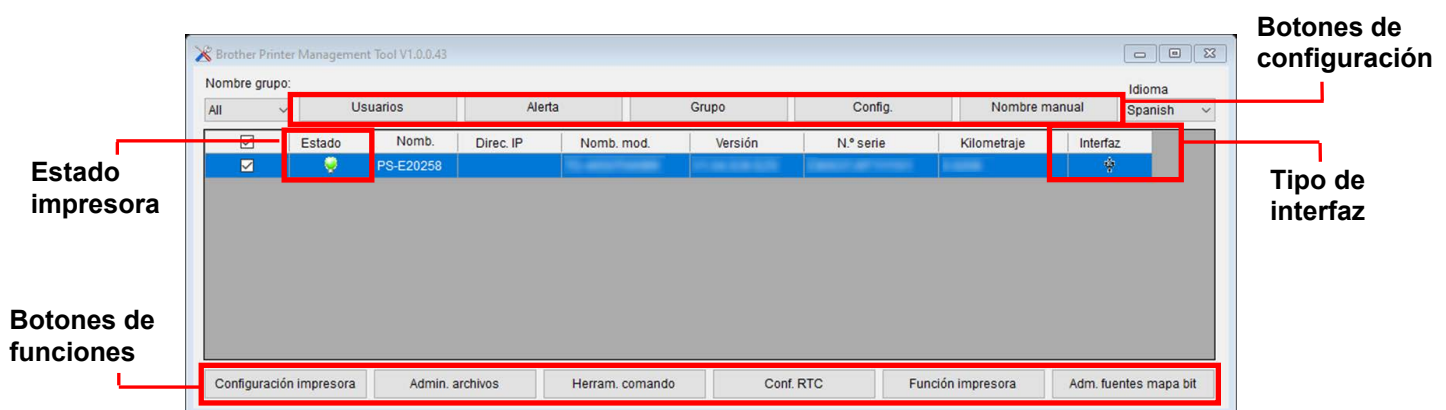 Botones de
configuración
Brother Printer Management Tool V1.0.0.43
Nombre grupo:
Idioma
All Usuarios Alerta Grupo Config. Nombre manual Spanish
Estado Nomb. Direc. IP Nomb. mod. Versión N.º serie Kilometraje Interfaz
PS-E20258
Estado
impresora
Tipo de
interfaz
Botones de
funciones
Configuración impresora Admin. archivos Herram. comando Conf. RTC Función impresora Adm. fuentes mapa bit